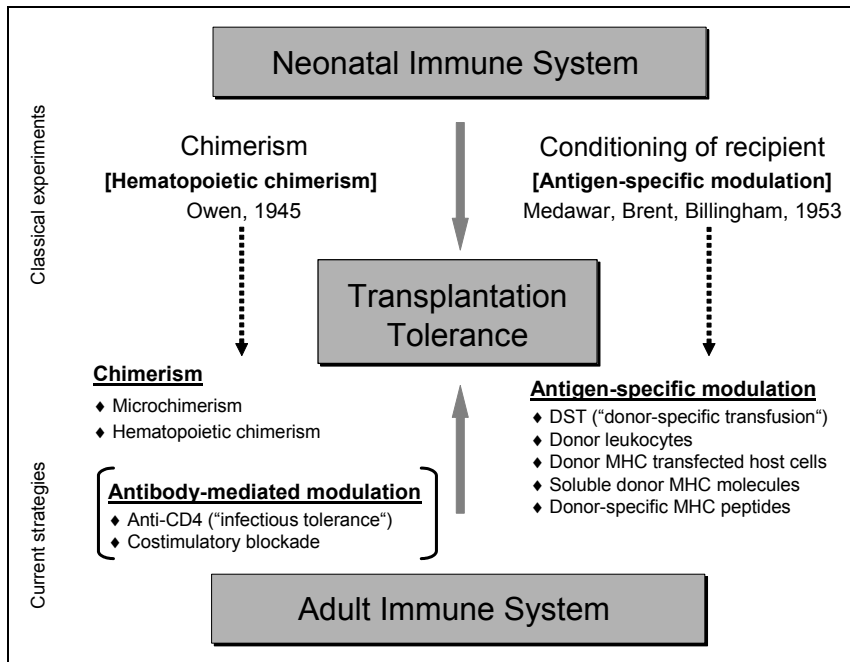 Neonatal Immune System
Classical experiments
Chimerism
[Hematopoietic chimerism]
Owen, 1945
Conditioning of recipient
[Antigen-specific modulation]
Medawar, Brent, Billingham, 1953
Transplantation
Tolerance
Current strategies
Chimerism
♦ Microchimerism
♦ Hematopoietic chimerism
Antibody-mediated modulation
♦ Anti-CD4 (“infectious tolerance“)
♦ Costimulatory blockade
Antigen-specific modulation
♦ DST (“donor-specific transfusion“)
♦ Donor leukocytes
♦ Donor MHC transfected host cells
♦ Soluble donor MHC molecules
♦ Donor-specific MHC peptides
Adult Immune System